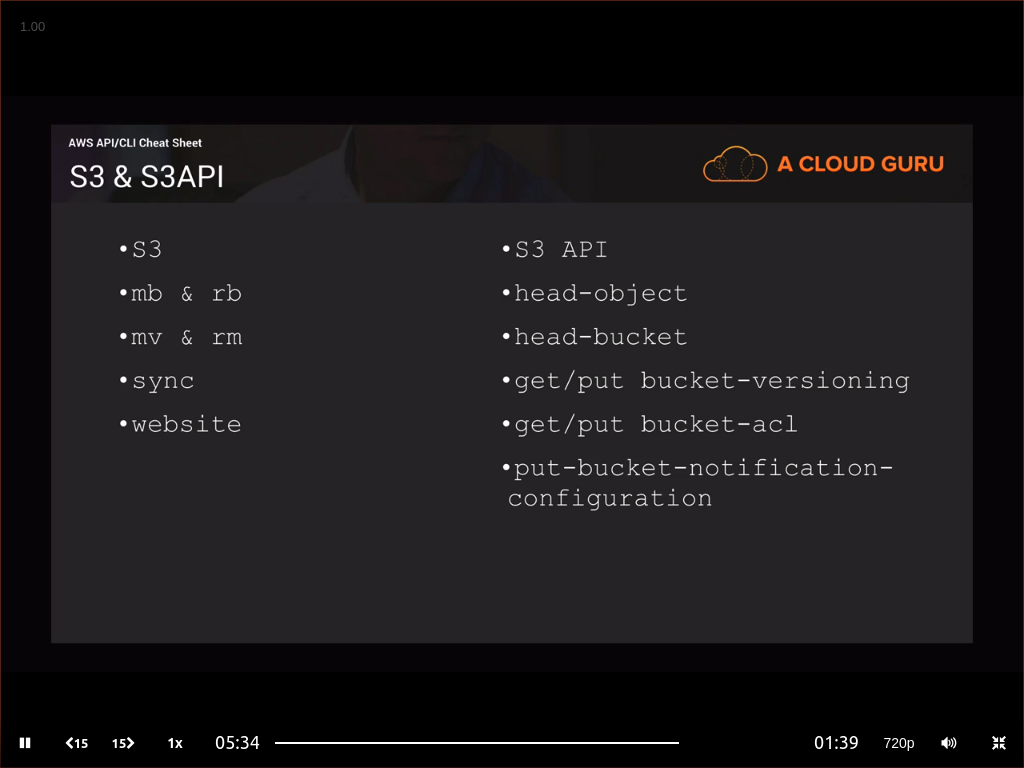 1.00
AWS API/CLI Cheat Sheet
S3 & S3API
A CLOUD GURU
•S3
•mb & rb
•mv & rm
•sync
•website
•S3 API
•head-object
•head-bucket
•get/put bucket-versioning
•get/put bucket-acl
•put-bucket-notification-
configuration
15 15 1x 05:34 01:39 720p